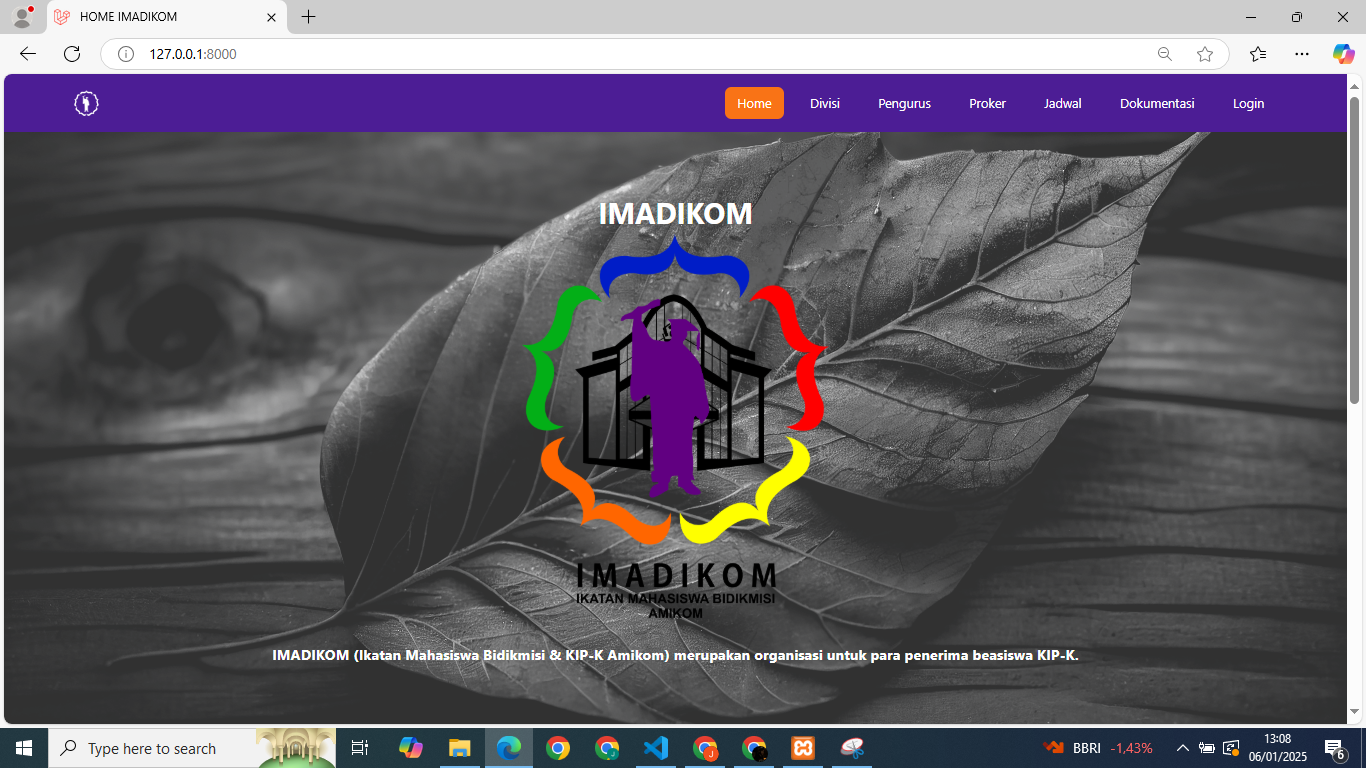 HOME IMADIKOM
127.0.0.1:8000
Home Divisi Pengurus Proker Jadwal Dokumentasi Login
IMADIKOM
IMADIKOM
IKATAN MAHASISWA BIDIKMISI
AMIKOM
IMADIKOM (Ikatan Mahasiswa Bidikmisi & KIP-K Amikom) merupakan organisasi untuk para penerima beasiswa KIP-K.
Type here to search
BBRI -1,43%
13:08
06/01/2025
6